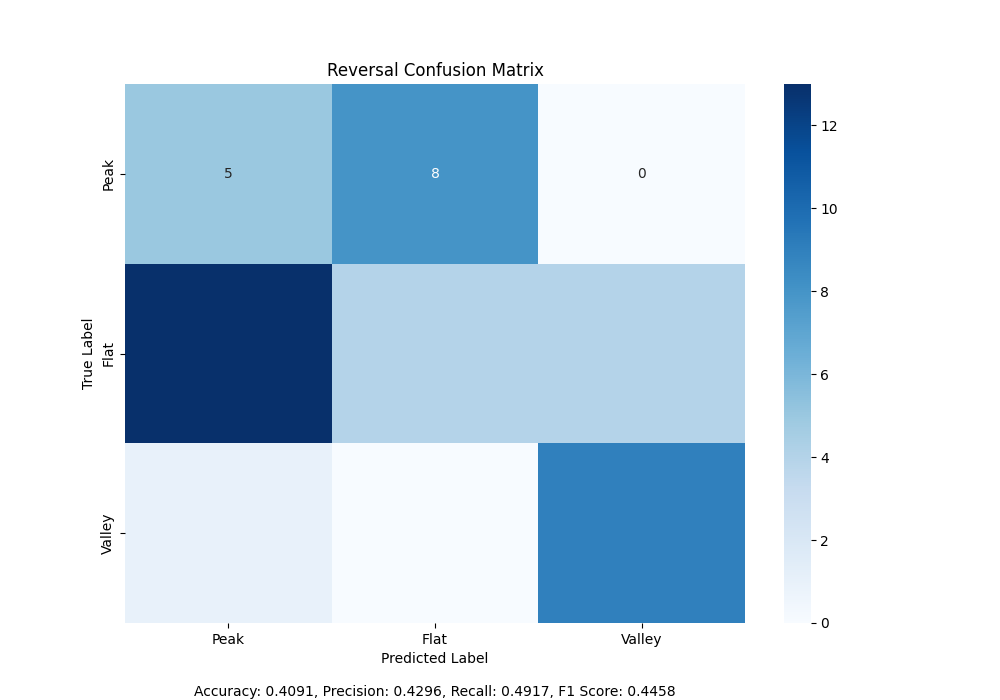 Reversal Confusion Matrix
Peak
5
8
0
Flat
Valley
True Label
Peak Flat Valley
Predicted Label
12
10
8
6
4
2
0
Accuracy: 0.4091, Precision: 0.4296, Recall: 0.4917, F1 Score: 0.4458